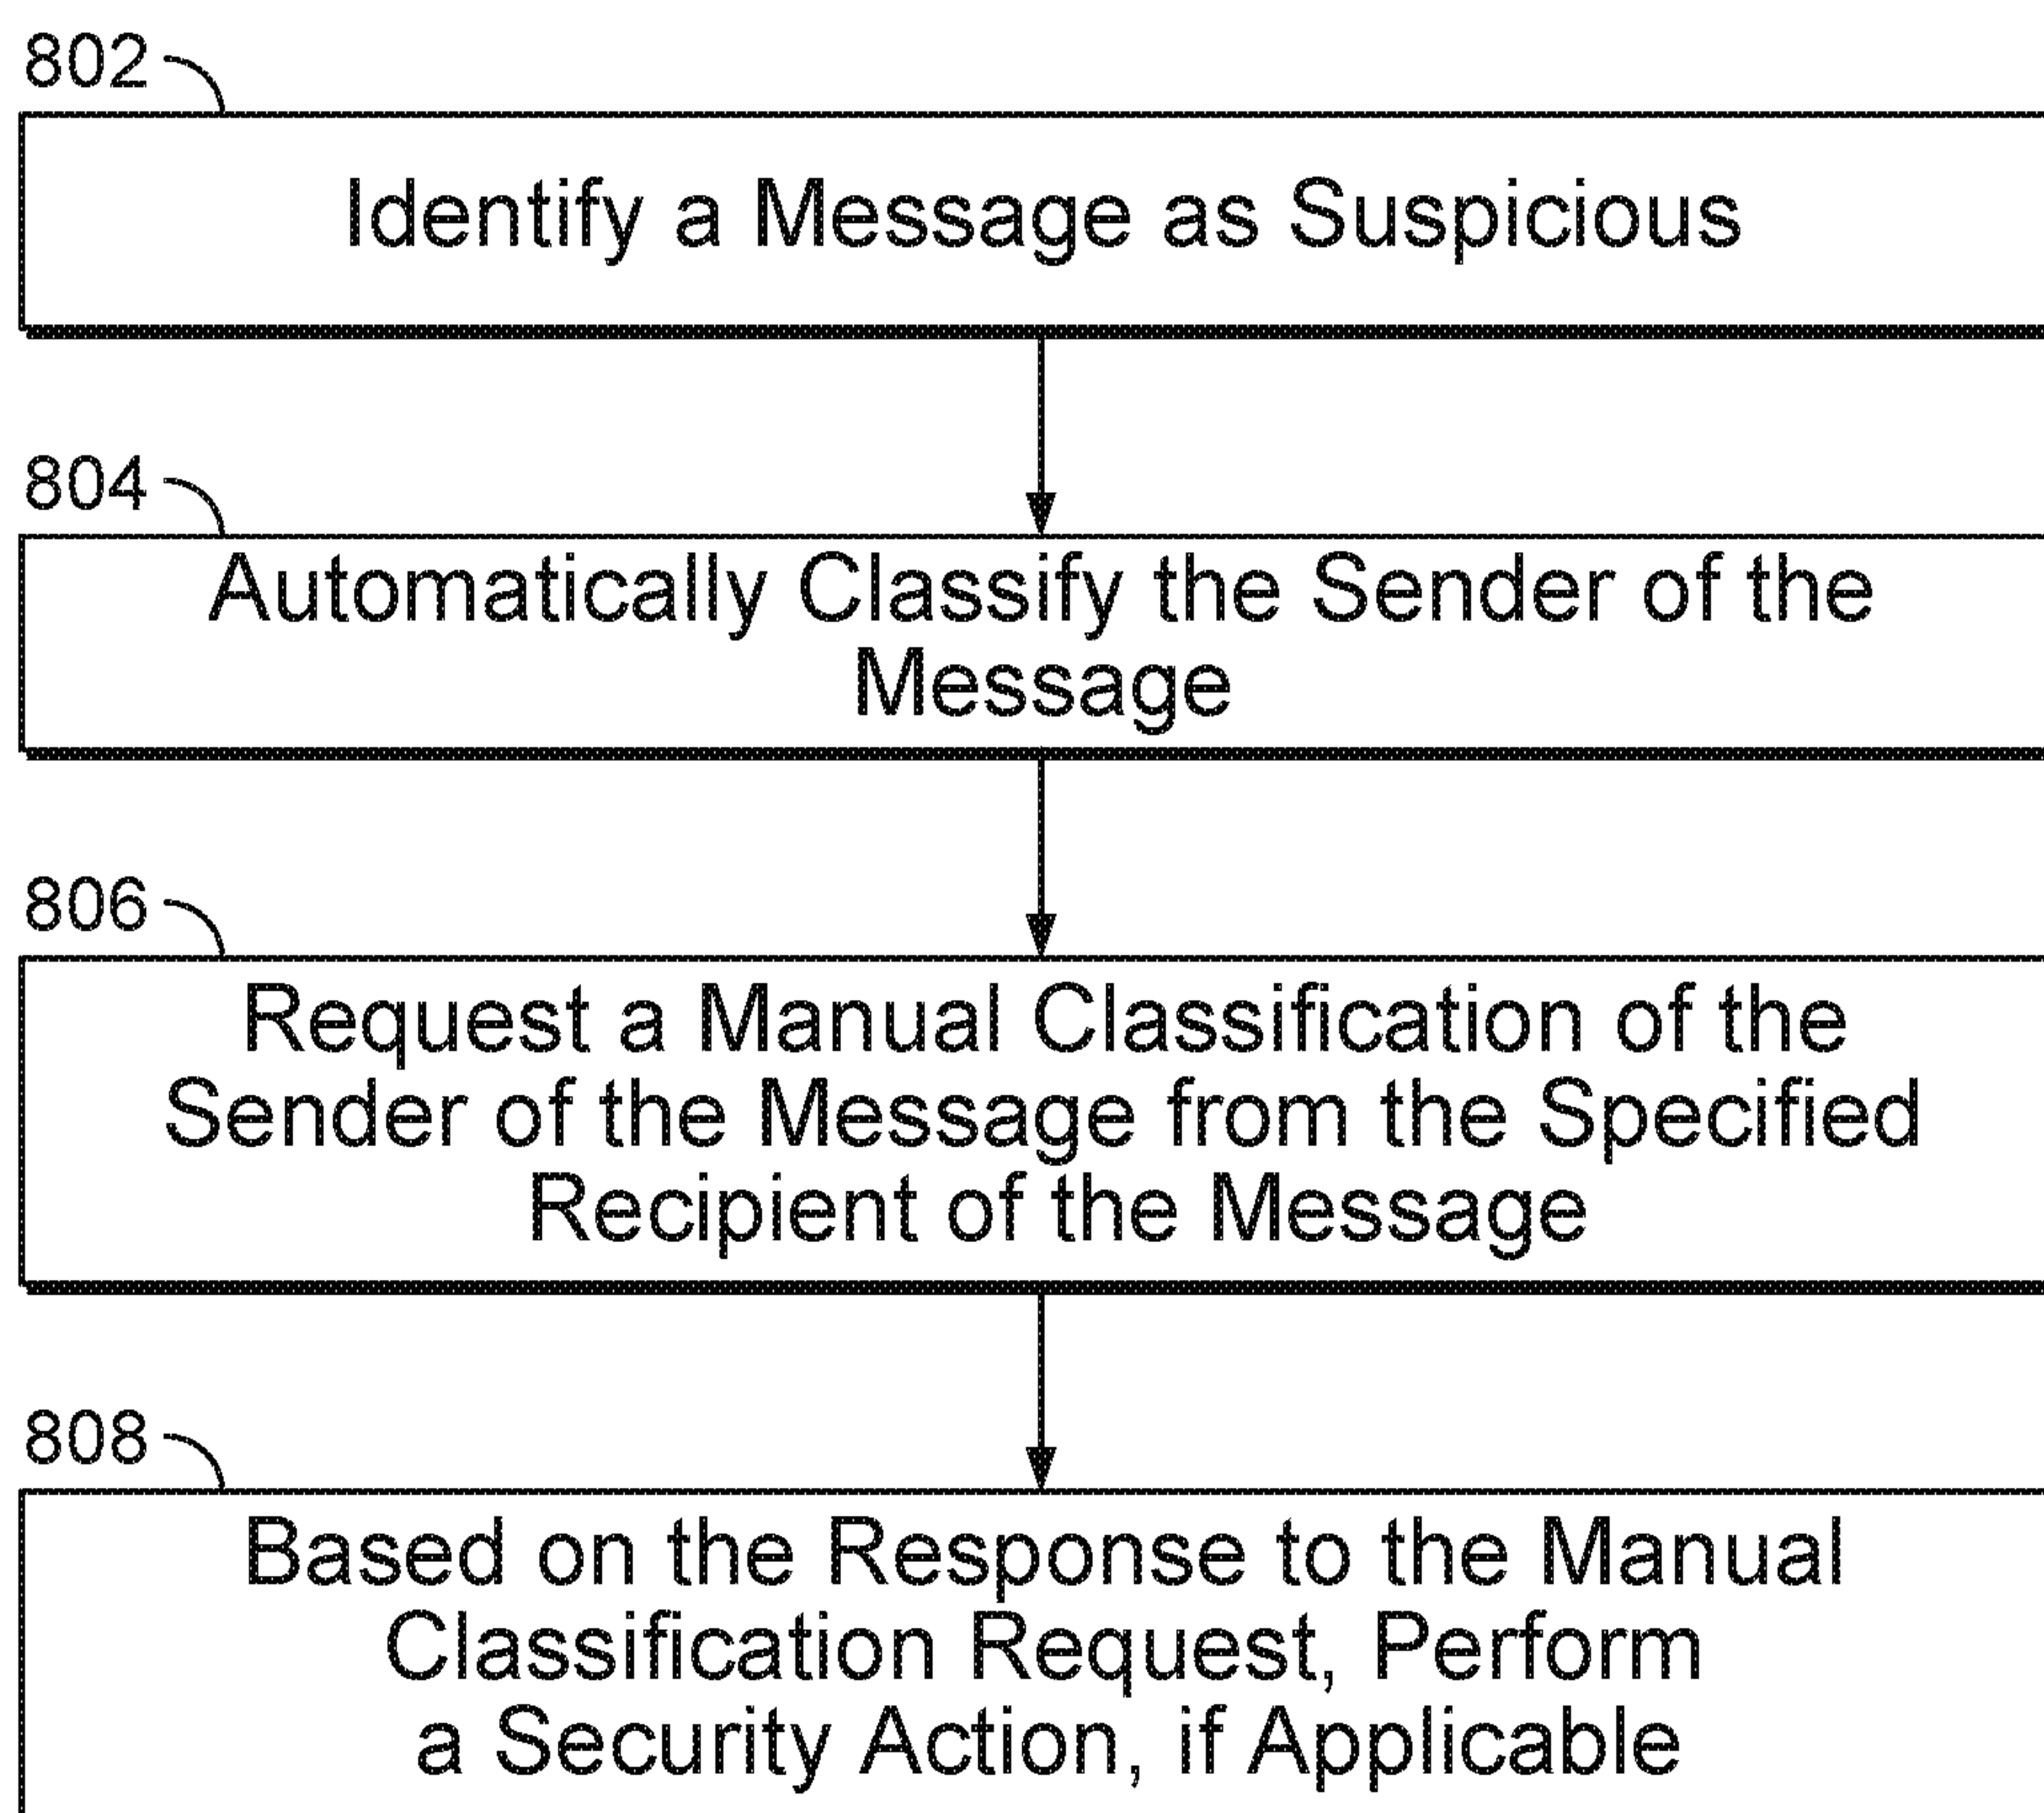 802
Identify a Message as Suspicious
804
Automatically Classify the Sender of the
Message
806
Request a Manual Classification of the
Sender of the Message from the Specified
Recipient of the Message
808
Based on the Response to the Manual
Classification Request, Perform
a Security Action, if Applicable